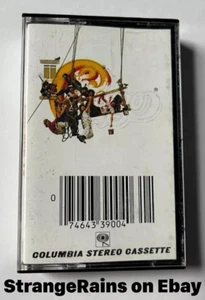 0
74643 39004
COLUMBIA STEREO CASSETTE
StrangeRains on Ebay